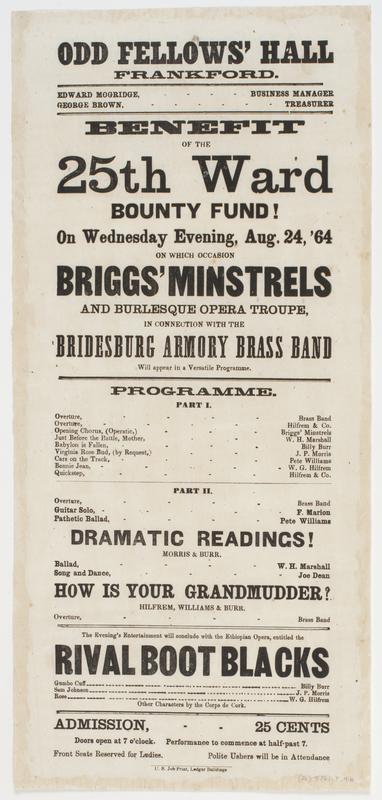 ODD FELLOWS' HALL
FRANKFORD.
EDWARD MOGRIDGE, - - - - BUSINESS MANAGER
GEORGE BROWN, - - - - - TREASURER
BENEFIT
OF THE
25th Ward
BOUNTY FUND!
On Wednesday Evening, Aug. 24, '64
ON WHICH OCCASION
BRIGGS' MINSTRELS
AND BURLESQUE OPERA TROUPE,
IN CONNECTION WITH THE
BRIDESBURG ARMORY BRASS BAND
Will appear in a Versatile Programme.
PROGRAMME.
PART I.
Overture, - - - - - Brass Band
Overture, - - - - - Hilfrem & Co.
Opening Chorus, (Operatic,) - - - - Briggs' Minstrels
Just Before the Battle, Mother, - - - - W. H. Marshall
Babylon is Fallen, - - - - Billy Burr
Virginia Rose Bud, (by Request,) - - - - J. P. Morris
Cars on the Track, - - - - Pete Williams
Bonnie Jean, - - - - - W. G. Hilfrem
Quickstep, - - - - - Hilfrem & Co.
PART II.
Overture, - - - - - Brass Band
Guitar Solo, - - - - - F. Marion
Pathetic Ballad, - - - - Pete Williams
DRAMATIC READINGS!
MORRIS & BURR.
Ballad, - - - - - W. H. Marshall
Song and Dance, - - - - Joe Dean
HOW IS YOUR GRANDMUDDER?
HILFREM, WILLIAMS & BURR.
Overture, - - - - - Brass Band
The Evening's Entertainment will conclude with the Ethiopian Opera, entitled the
RIVAL BOOT BLACKS
Gumbo Cuff Billy Burr
Sam Johnson J. P. Morris
Rose W. G. Hilfrem
Other Characters by the Corps de Cork.
ADMISSION, - - 25 CENTS
Doors open at 7 o'clock. Performance to commence at half-past 7.
Front Seats Reserved for Ladies. Polite Ushers will be in Attendance
U. S. Job Print, Ledger Buildings